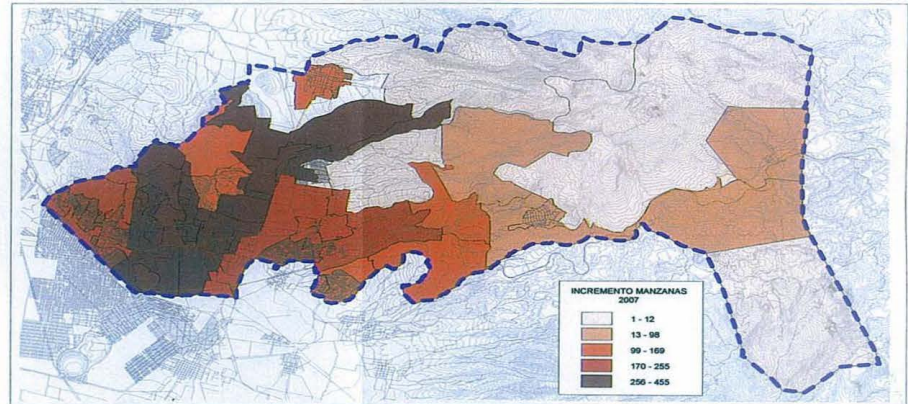 INCREMENTO MANZANAS
2007
1 - 12
13 - 98
99 - 169
170 - 255
256 - 455